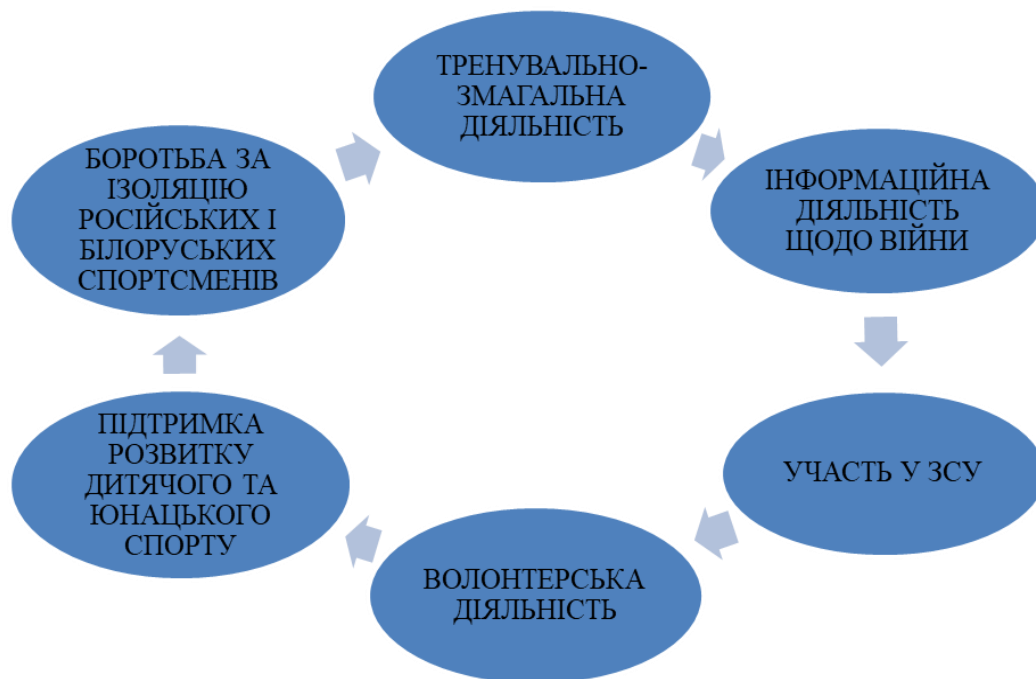 ТРЕНУВАЛЬНО-
ЗМАГАЛЬНА
ДІЯЛЬНІСТЬ
ІНФОРМАЦІЙНА
ДІЯЛЬНІСТЬ
ЩОДО ВІЙНИ
УЧАСТЬ У ЗСУ
ВОЛОНТЕРСЬКА
ДІЯЛЬНІСТЬ
ПІДТРИМКА
РОЗВИТКУ
ДИТЯЧОГО ТА
ЮНАЦЬКОГО
СПОРТУ
БОРОТЬБА ЗА
ІЗОЛЯЦІЮ
РОСІЙСЬКИХ І
БІЛОРУСЬКИХ
СПОРТСМЕНІВ